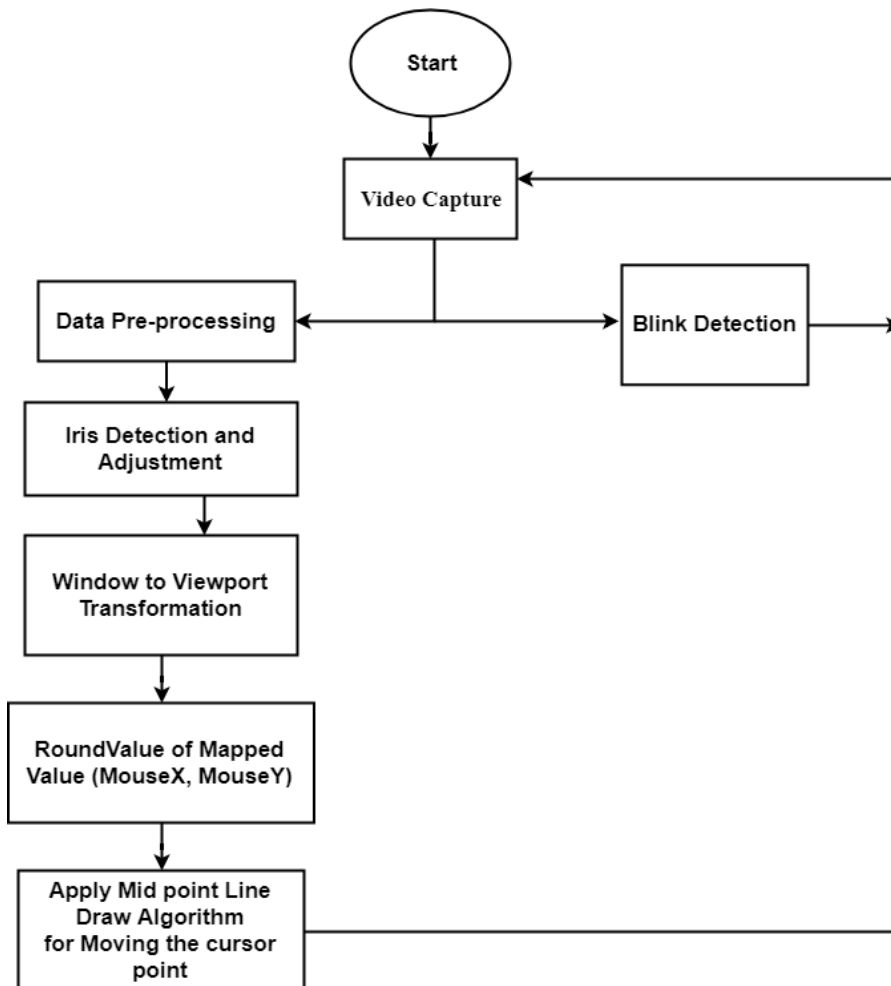 Start
Video Capture
Data Pre-processing
Blink Detection
Iris Detection and
Adjustment
Window to Viewport
Transformation
RoundValue of Mapped
Value (MouseX, MouseY)
Apply Mid point Line
Draw Algorithm
for Moving the cursor
point